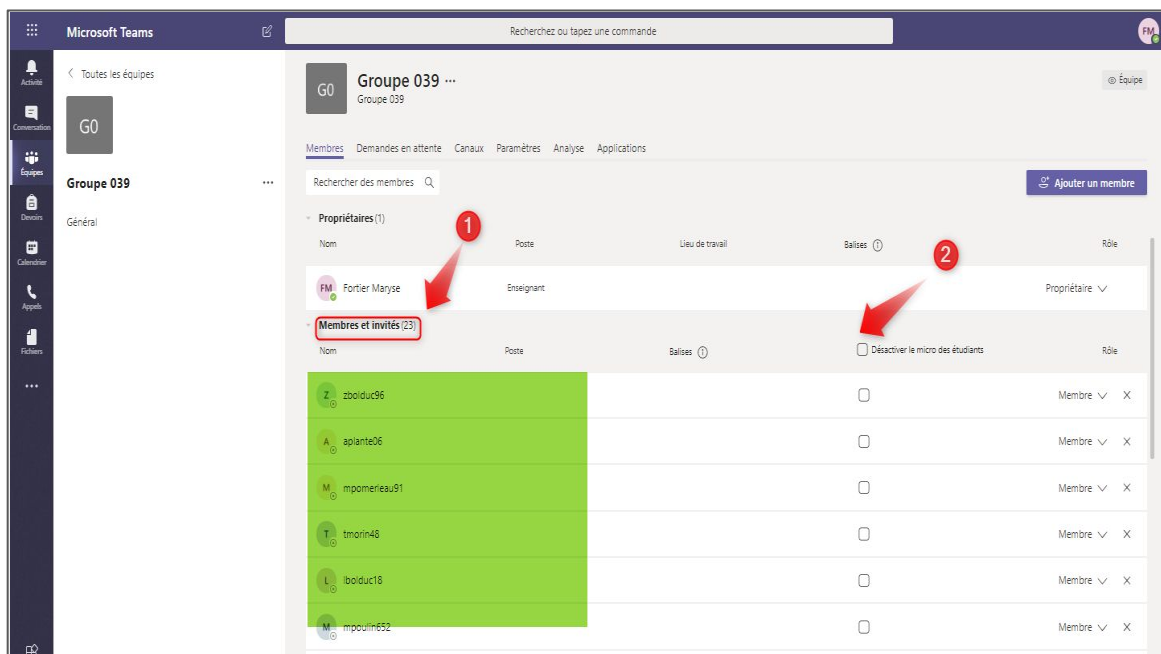 Microsoft Teams
Recherchez ou tapez une commande
FM
Activité
Conversation
Équipes
Devoirs
Calendrier
Appels
Fichiers
Toutes les équipes
G0
Groupe 039
Général
G0
Groupe 039
Groupe 039
Équipe
Membres Demandes en attente Canaux Paramètres Analyse Applications
Rechercher des membres
Ajouter un membre
Propriétaires (1)
1
2
Nom Poste Lieu de travail Balises Rôle
FM Fortier Maryse Enseignant Propriétaire
Membres et invités (23)
Nom Poste Balises Désactiver le micro des étudiants Rôle
Z zbolduc96 Membre
A aplante06 Membre
M mpomerleau91 Membre
T tmorin48 Membre
L lbolduc18 Membre
M mpoulin652 Membre